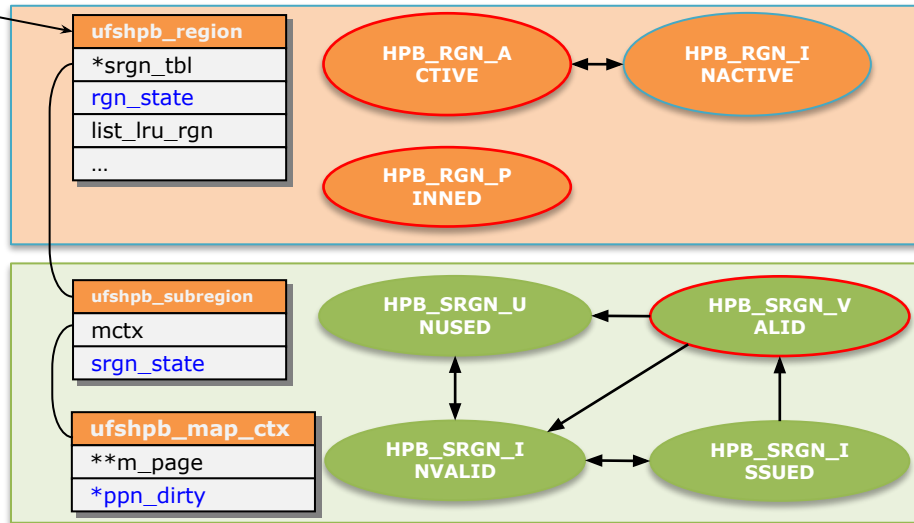 ufshpb_region
*srgn_tbl
rgn_state
list_lru_rgn
...
HPB_RGN_A
CTIVE
HPB_RGN_I
NACTIVE
HPB_RGN_P
INNED
ufshpb_subregion
mctx
srgn_state
ufshpb_map_ctx
**m_page
*ppn_dirty
HPB_SRGN_U
NUSED
HPB_SRGN_V
ALID
HPB_SRGN_I
NVALID
HPB_SRGN_I
SSUED